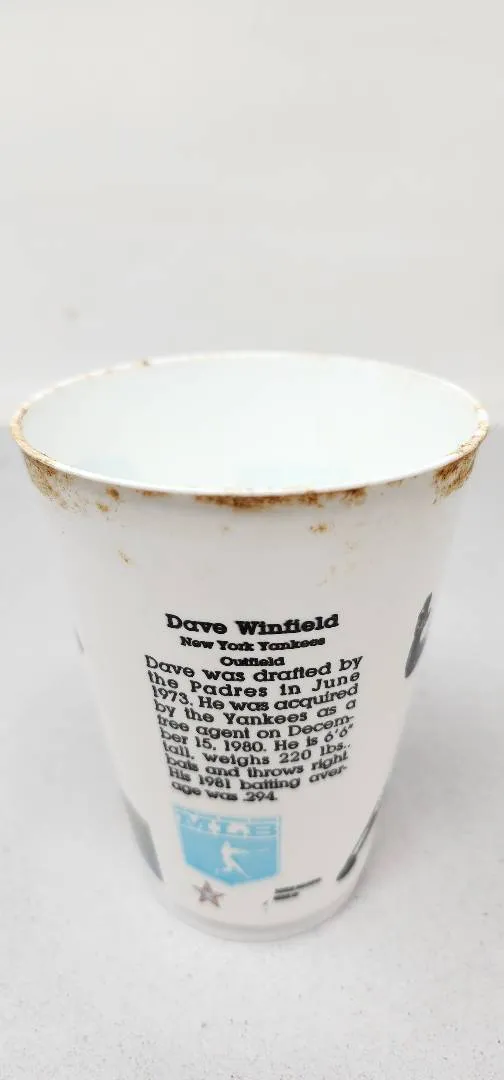 Dave Winfield
New York Yankees
Outfield
Dave was drafted by
the Padres in June
1973. He was acquired
by the Yankees as a
free agent on Decem-
ber 15, 1980. He is 6'6"
tall, weighs 220 lbs.,
bats and throws right.
His 1981 batting aver-
age was .294.
MLB